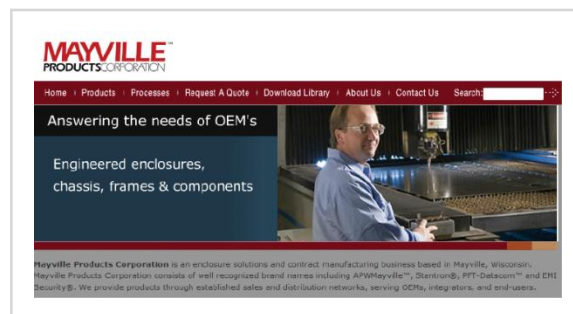 MAYVILLE™
PRODUCTSCORPORATION
Home Products Processes Request A Quote Download Library About Us Contact Us Search:
Answering the needs of OEM's
Engineered enclosures,
chassis, frames & components
Mayville Products Corporation is an enclosure solutions and contract manufacturing business based in Mayville, Wisconsin.
Mayville Products Corporation consists of well recognized brand names including APWMayville™, Stantron®, PFT-Datacom™ and EMI
Security®. We provide products through established sales and distribution networks, serving OEMs, integrators, and end-users.